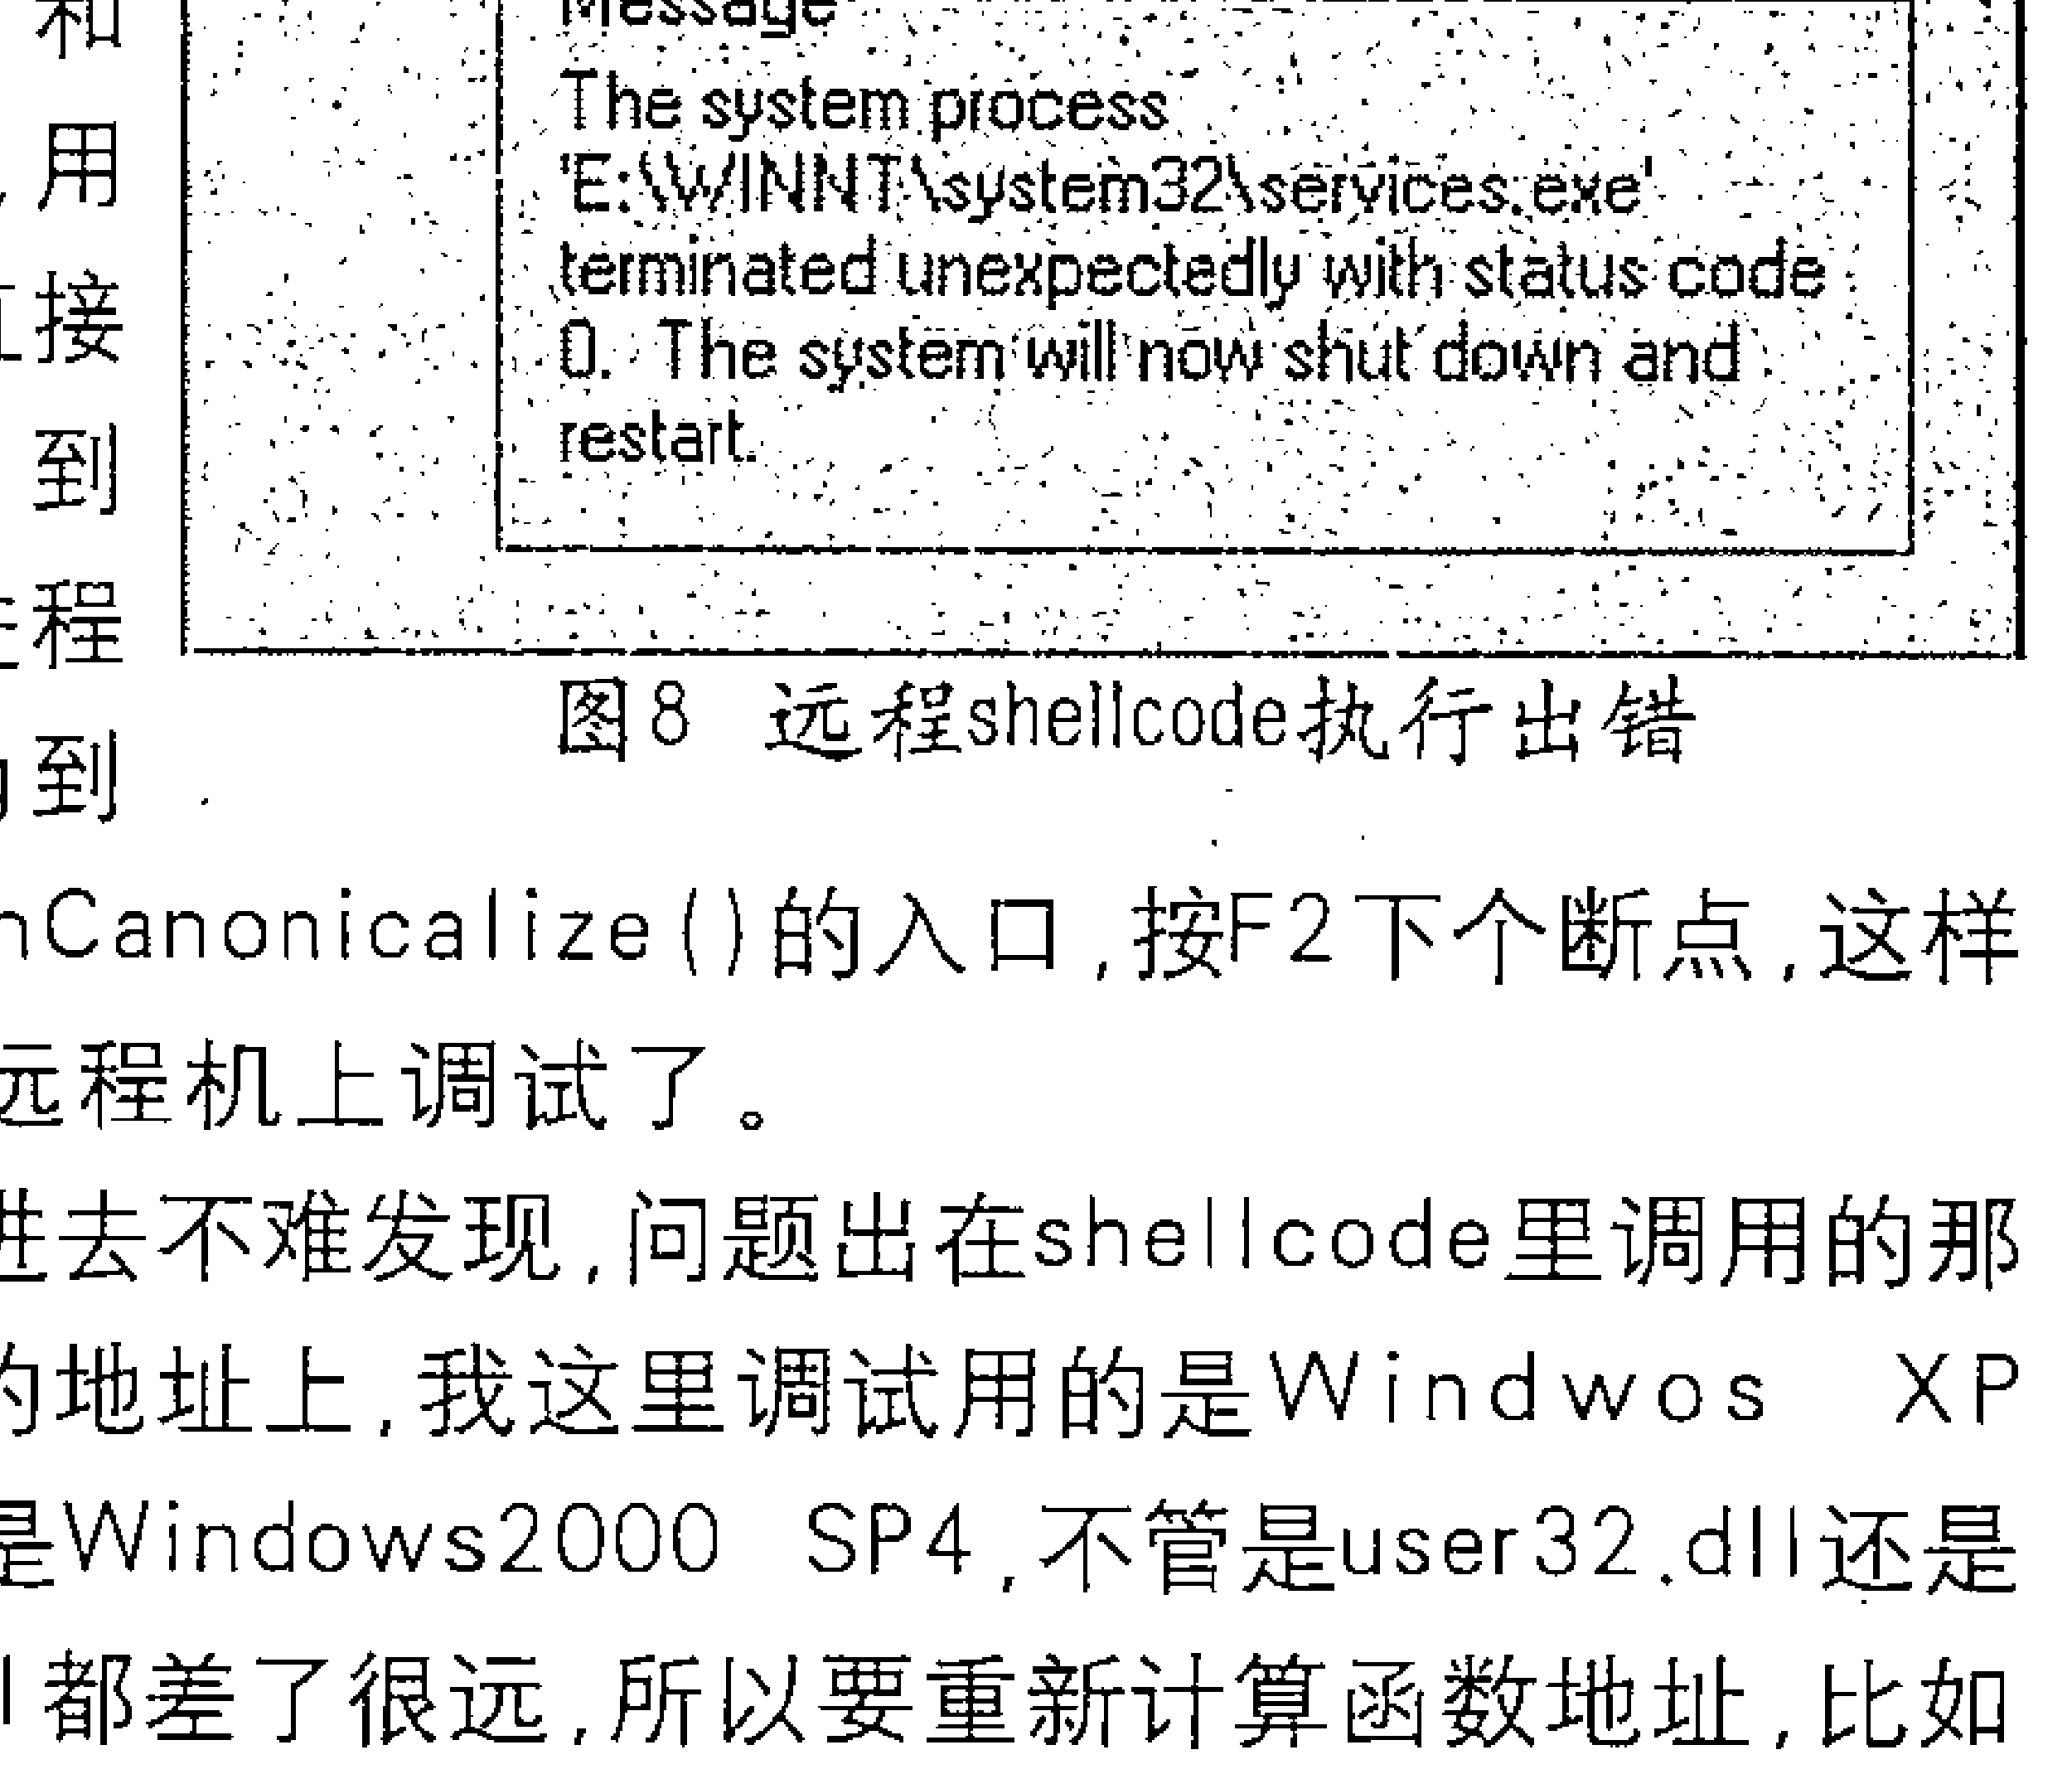 和
Message
The system process
,用
'E:\WINNT\system32\services.exe'
接
terminated unexpectedly with status code
0. The system will now shut down and
到
restart.
程
图8 远程shellcode执行出错
到
Canonicalize()的入口,按F2下个断点,这样
远程机上调试了。
进去不难发现,问题出在shellcode里调用的那
的地址上,我这里调试用的是Windwos XP
是Windows2000 SP4,不管是user32.dll还是
都差了很远,所以要重新计算函数地址,比如